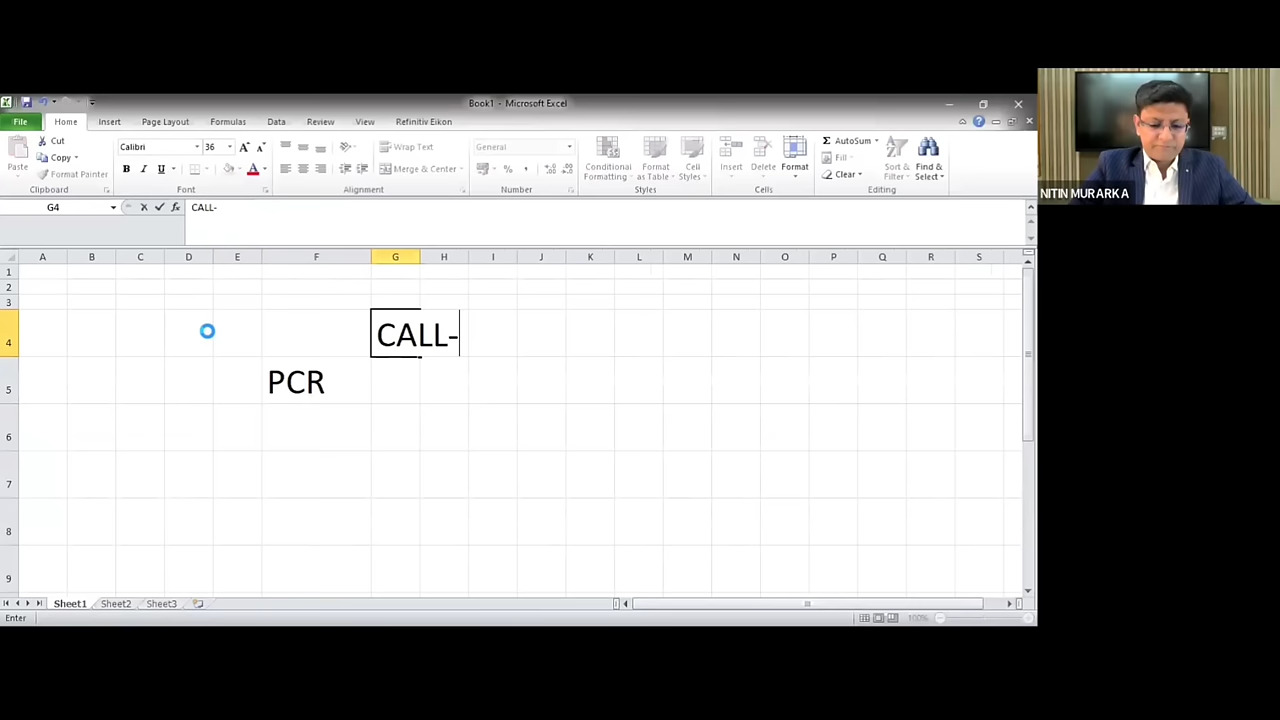 Book1 - Microsoft Excel
File Home Insert Page Layout Formulas Data Review View Refinitiv Eikon
Paste
Cut
Copy
Format Painter
Calibri 36
B I U
Wrap Text
Merge & Center
General
Conditional Formatting
Format as Table
Cell Styles
Insert Delete Format
AutoSum
Fill
Clear
Sort & Filter
Find & Select
Clipboard Font Alignment Number Styles Cells Editing
NITIN MURARKA
G4 CALL-
A B C D E F G H I J K L M N O P Q R S
1
2
3
4 CALL-
5 PCR
6
7
8
9
Sheet1 Sheet2 Sheet3
Enter 100%